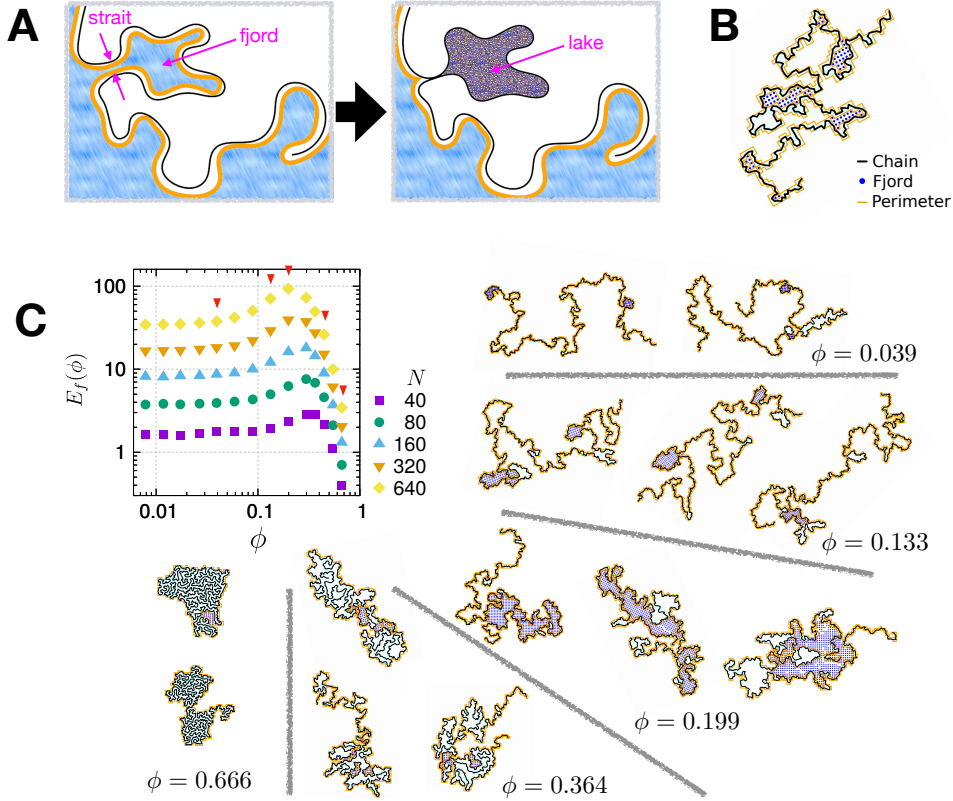 A
strait
fjord
lake
B
Chain
Fjord
Perimeter
C
E_f(ϕ)
100
10
1
0.01
0.1
1
ϕ
N
40
80
160
320
640
ϕ = 0.039
ϕ = 0.133
ϕ = 0.199
ϕ = 0.364
ϕ = 0.666